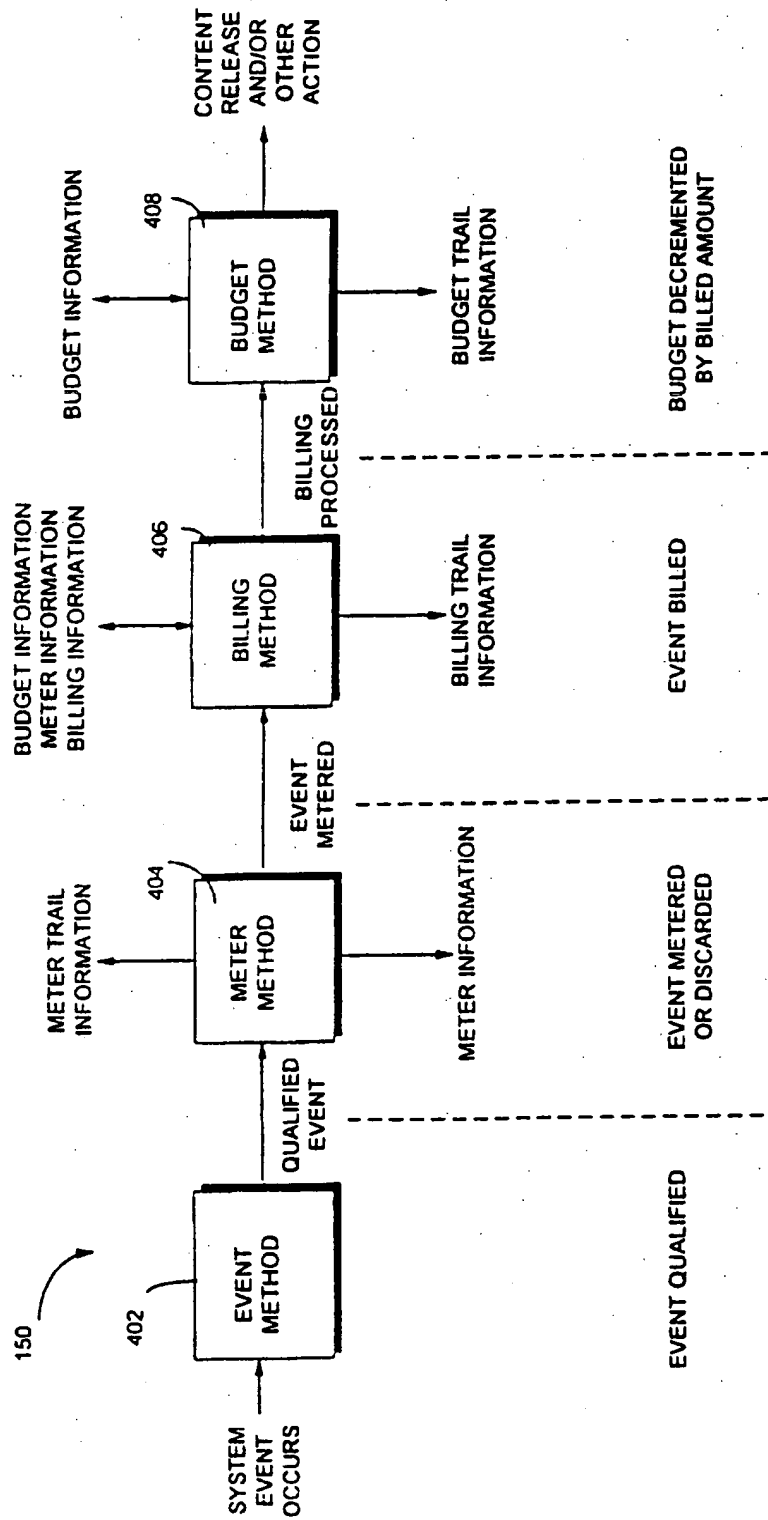 150
SYSTEM
EVENT
OCCURS
402
EVENT
METHOD
QUALIFIED
EVENT
EVENT QUALIFIED
METER TRAIL
INFORMATION
404
METER
METHOD
EVENT
METERED
METER INFORMATION
EVENT METERED
OR DISCARDED
BUDGET INFORMATION
METER INFORMATION
BILLING INFORMATION
406
BILLING
METHOD
BILLING
PROCESSED
BILLING TRAIL
INFORMATION
EVENT BILLED
BUDGET INFORMATION
408
BUDGET
METHOD
CONTENT
RELEASE
AND/OR
OTHER
ACTION
BUDGET TRAIL
INFORMATION
BUDGET DECREMENTED
BY BILLED AMOUNT